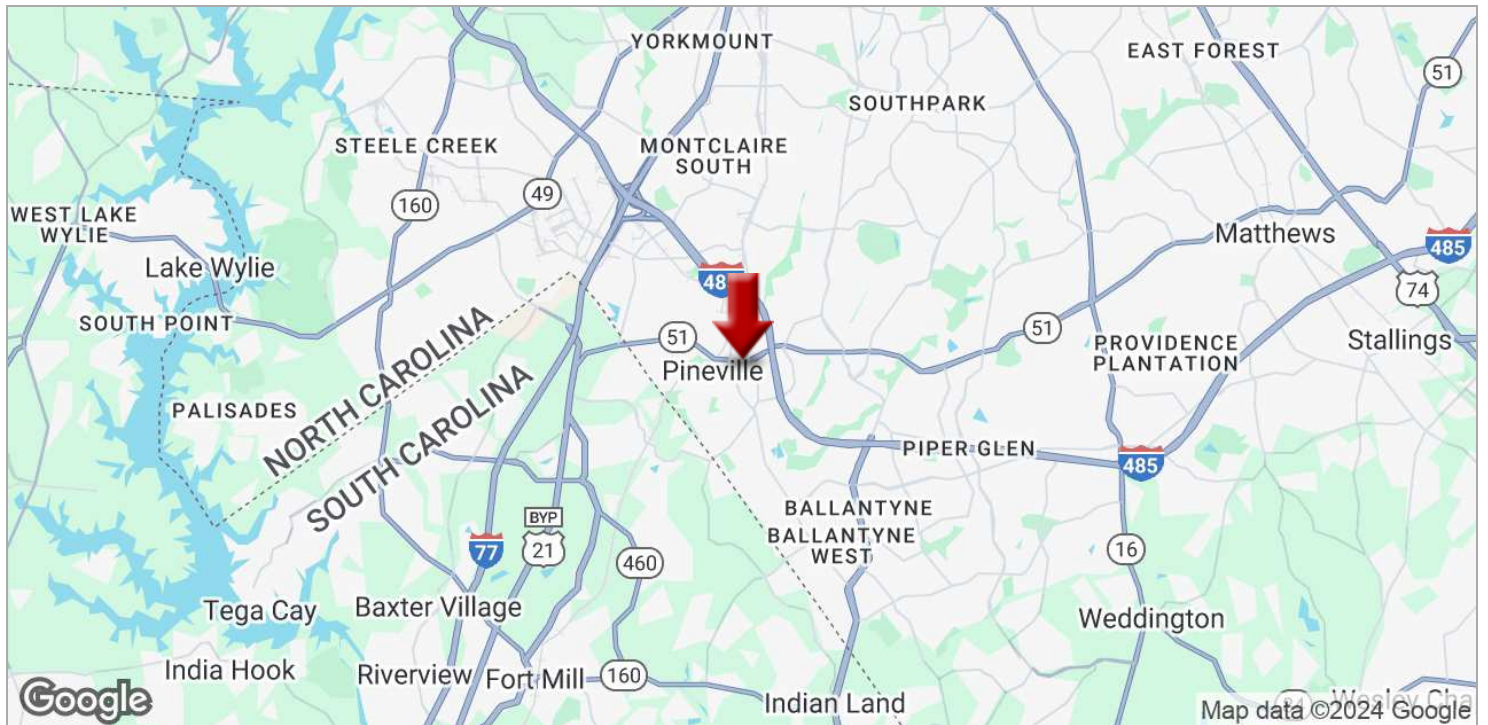 YORKMOUNT
EAST FOREST
51
SOUTHPARK
STEELE CREEK
MONTCLAIRE
SOUTH
49
160
WEST LAKE
WYLIE
Matthews
485
Lake Wylie
74
SOUTH POINT
51
51
PROVIDENCE
PLANTATION
Stallings
Pineville
NORTH CAROLINA
PALISADES
SOUTH CAROLINA
PIPER GLEN
485
BALLANTYNE
BALLANTYNE
WEST
BYP
21
77
460
16
Tega Cay
Baxter Village
Weddington
India Hook
Riverview
Fort Mill
160
Indian Land
Google
Map data ©2024 Google